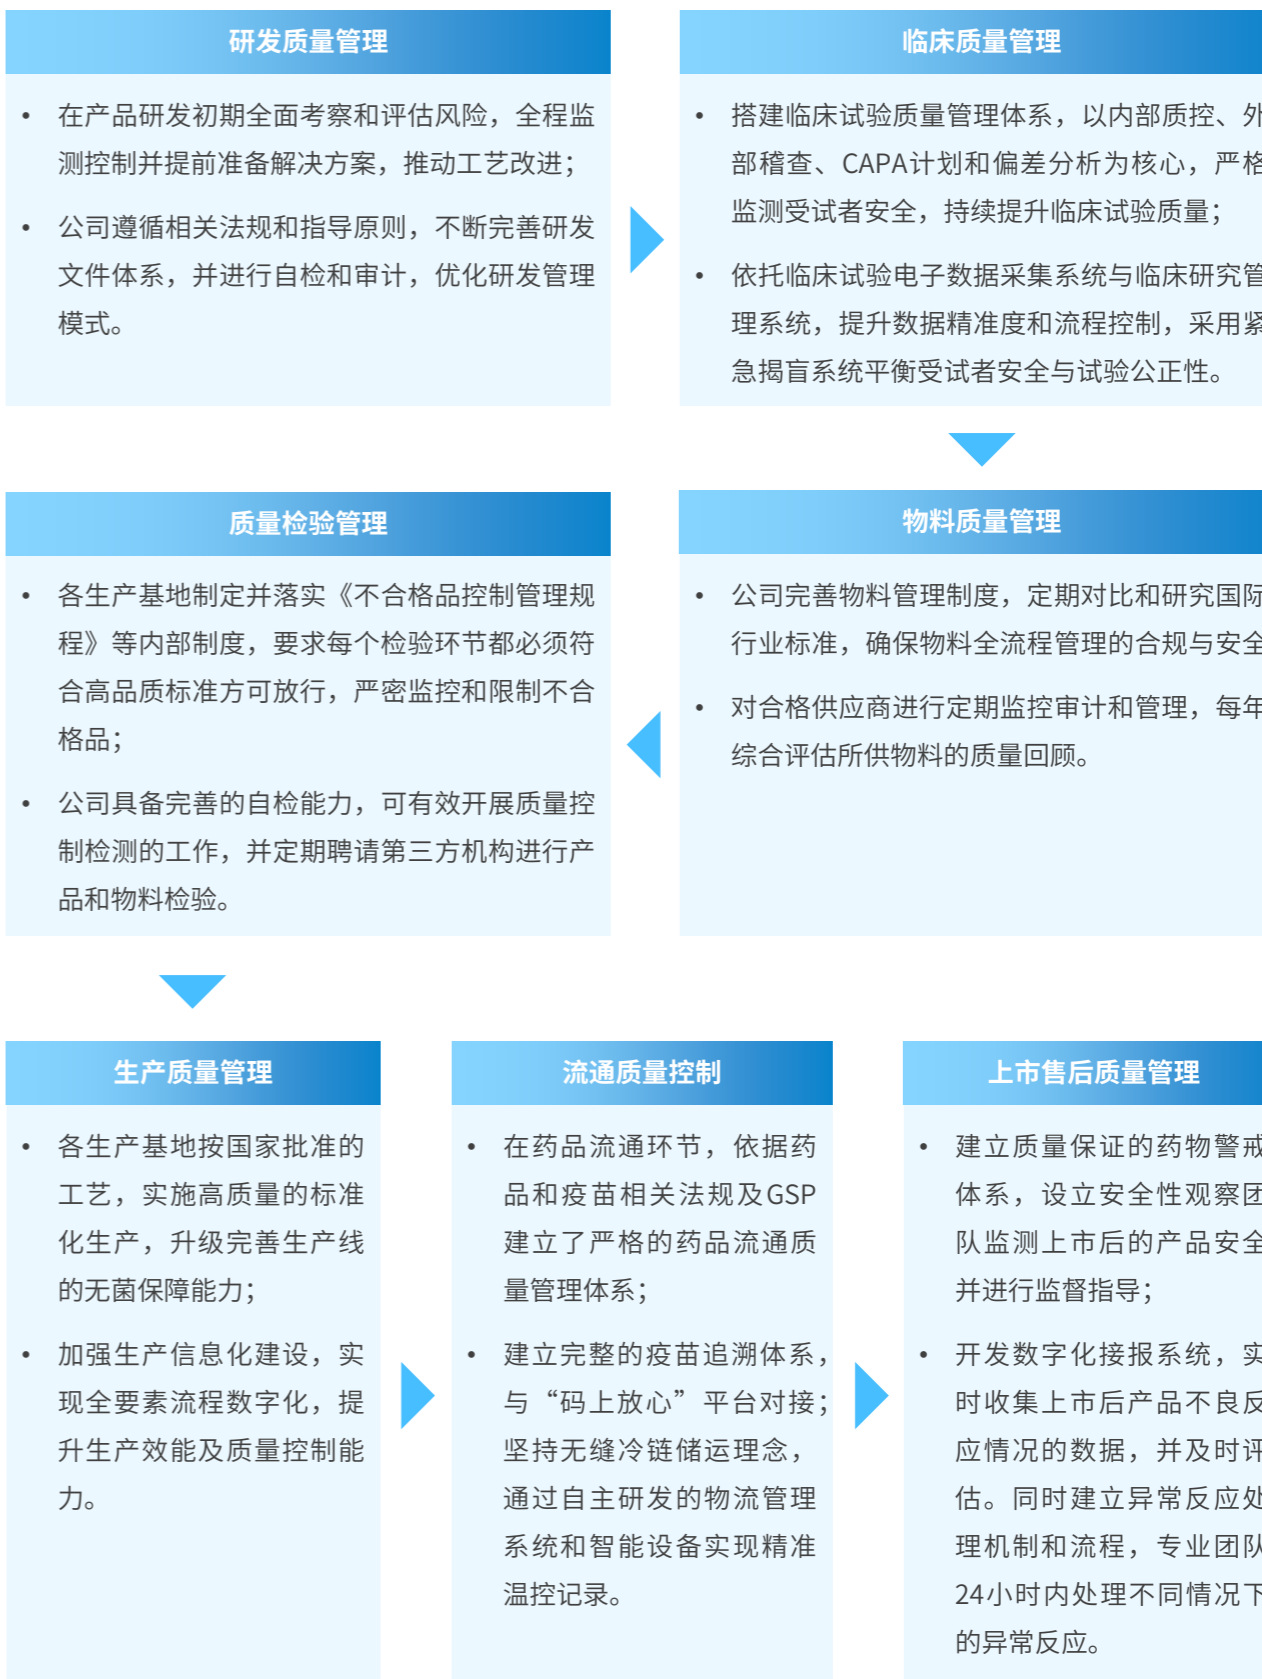 研发质量管理
• 在产品研发初期全面考察和评估风险，全程监
测控制并提前准备解决方案，推动工艺改进；
• 公司遵循相关法规和指导原则，不断完善研发
文件体系，并进行自检和审计，优化研发管理
模式。
临床质量管理
• 搭建临床试验质量管理体系，以内部质控、外
部稽查、CAPA计划和偏差分析为核心，严格
监测受试者安全，持续提升临床试验质量；
• 依托临床试验电子数据采集系统与临床研究管
理系统，提升数据精准度和流程控制，采用紧
急揭盲系统平衡受试者安全与试验公正性。
物料质量管理
• 公司完善物料管理制度，定期对比和研究国际
行业标准，确保物料全流程管理的合规与安全
• 对合格供应商进行定期监控审计和管理，每年
综合评估所供物料的质量回顾。
质量检验管理
• 各生产基地制定并落实《不合格品控制管理规
程》等内部制度，要求每个检验环节都必须符
合高品质标准方可放行，严密监控和限制不合
格品；
• 公司具备完善的自检能力，可有效开展质量控
制检测的工作，并定期聘请第三方机构进行产
品和物料检验。
生产质量管理
• 各生产基地按国家批准的
工艺，实施高质量的标准
化生产，升级完善生产线
的无菌保障能力；
• 加强生产信息化建设，实
现全要素流程数字化，提
升生产效能及质量控制能
力。
流通质量控制
• 在药品流通环节，依据药
品和疫苗相关法规及GSP
建立了严格的药品流通质
量管理体系；
• 建立完整的疫苗追溯体系，
与“码上放心”平台对接；
坚持无缝冷链储运理念，
通过自主研发的物流管理
系统和智能设备实现精准
温控记录。
上市售后质量管理
• 建立质量保证的药物警戒
体系，设立安全性观察团
队监测上市后的产品安全
并进行监督指导；
• 开发数字化接报系统，实
时收集上市后产品不良反
应情况的数据，并及时评
估。同时建立异常反应处
理机制和流程，专业团队
24小时内处理不同情况下
的异常反应。